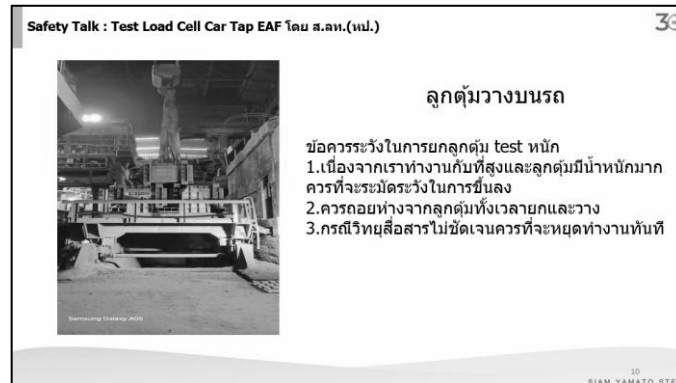 Safety Talk : Test Load Cell Car Tap EAF โดย ส.ลท.(หป.)
ลูกตุ้มวางบนรถ
ข้อควรระวังในการยกลูกตุ้ม test หนัก
1.เนื่องจากเราทำงานกับที่สูงและลูกตุ้มมีน้ำหนักมาก
ควรที่จะระมัดระวังในการขึ้นลง
2.ควรถอยห่างจากลูกตุ้มทั้งเวลายกและวาง
3.กรณีวิทยุสื่อสารไม่ชัดเจนควรที่จะหยุดทำงานทันที
Samsung Galaxy A05
10
SIAM YAMATO STE